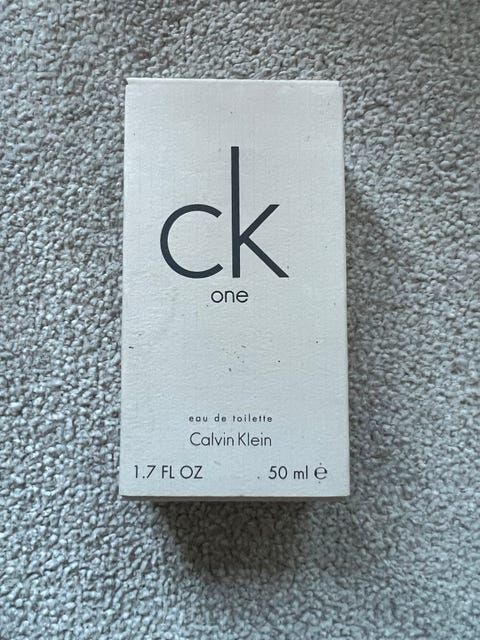 ck
one
eau de toilette
Calvin Klein
1.7 FL OZ 50 ml ℮